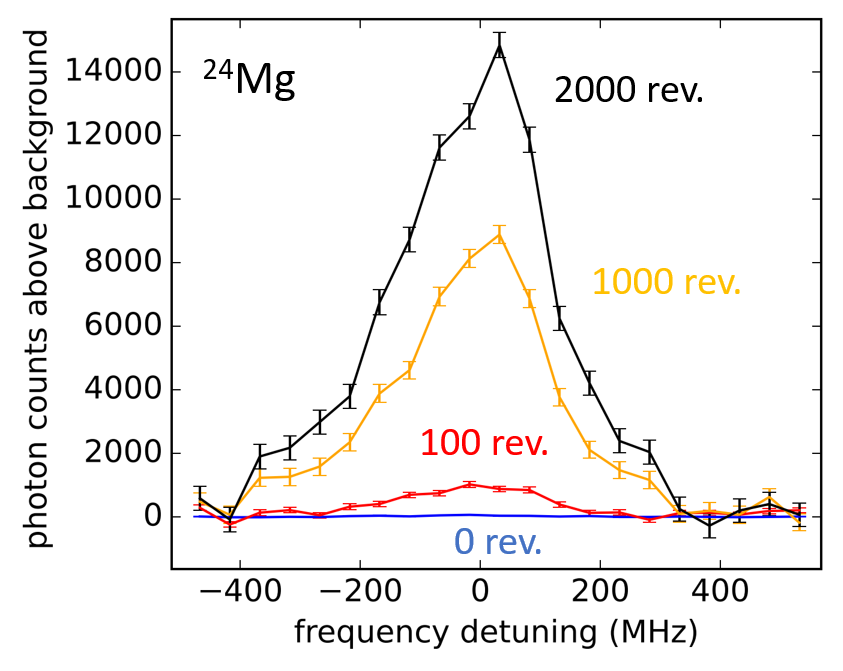 photon counts above background
14000
12000
10000
8000
6000
4000
2000
0
²⁴Mg
2000 rev.
1000 rev.
100 rev.
0 rev.
−400 −200 0 200 400
frequency detuning (MHz)